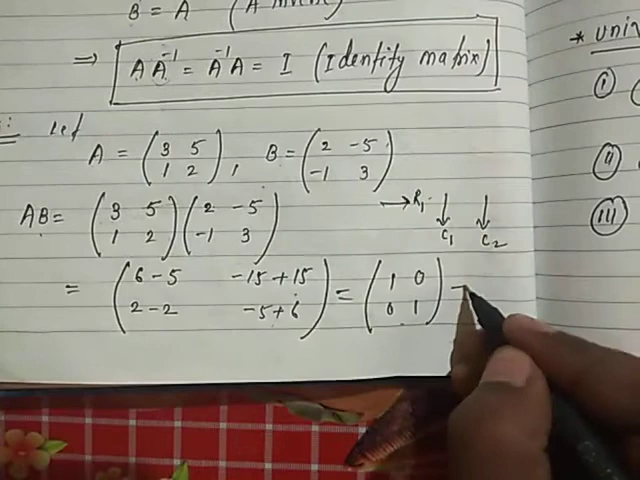 B = A
⇒ A A⁻¹ = A⁻¹A = I (Identity matrix)
: Let
A = (3 5 ; 1 2), B = (2 -5 ; -1 3)
AB = (3 5 ; 1 2)(2 -5 ; -1 3) → R₁ ↓ C₁ ↓ C₂
= (6-5 -15+15 ; 2-2 -5+6) = (1 0 ; 0 1) -
* Univ
(I) (
(II)
(III)